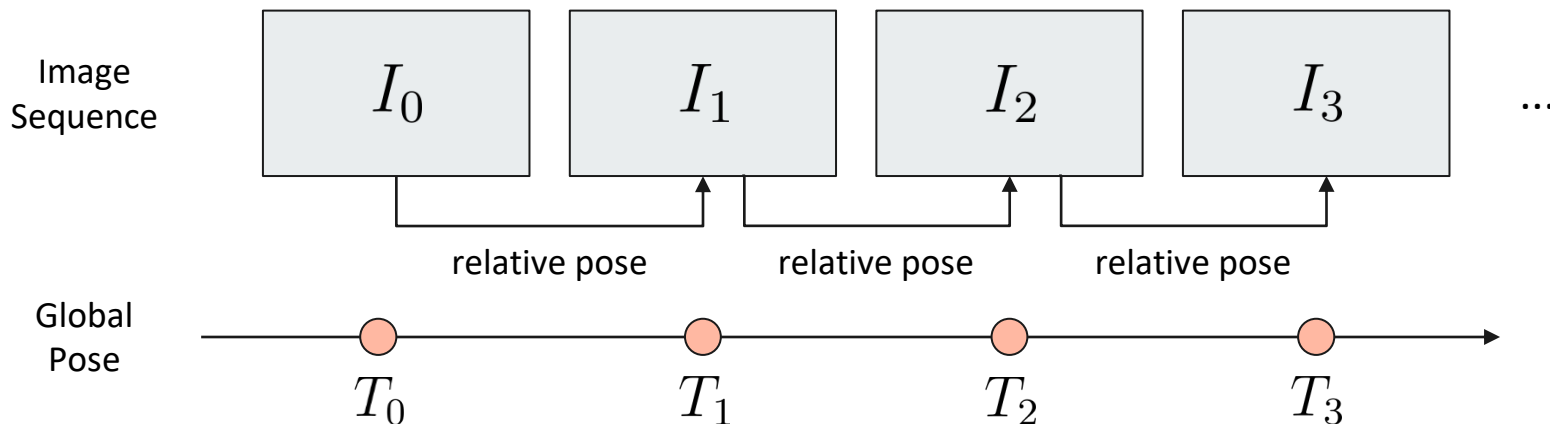 Image
Sequence
I_0
I_1
I_2
I_3
...
relative pose
relative pose
relative pose
Global
Pose
T_0
T_1
T_2
T_3